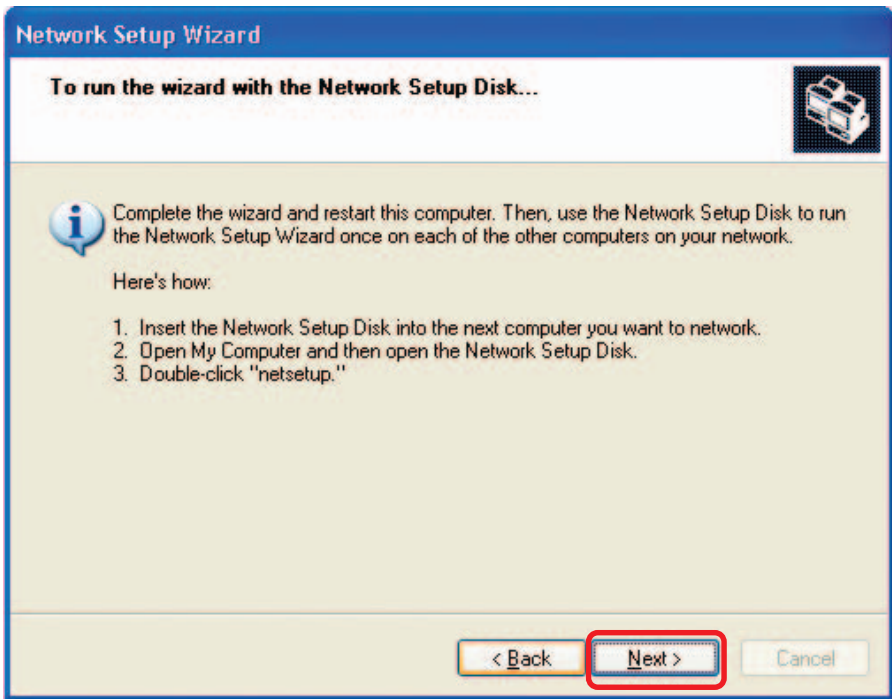 Network Setup Wizard
To run the wizard with the Network Setup Disk...
Complete the wizard and restart this computer. Then, use the Network Setup Disk to run
the Network Setup Wizard once on each of the other computers on your network.
Here's how:
1. Insert the Network Setup Disk into the next computer you want to network.
2. Open My Computer and then open the Network Setup Disk.
3. Double-click "netsetup."
< Back
Next >
Cancel